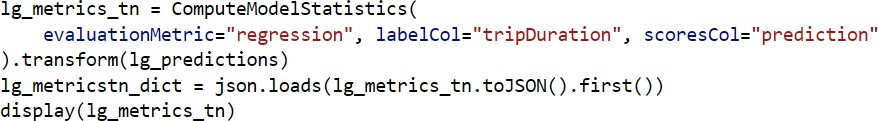 lg_metrics_tn = ComputeModelStatistics(
    evaluationMetric="regression", labelCol="tripDuration", scoresCol="prediction"
).transform(lg_predictions)
lg_metricstn_dict = json.loads(lg_metrics_tn.toJSON().first())
display(lg_metrics_tn)